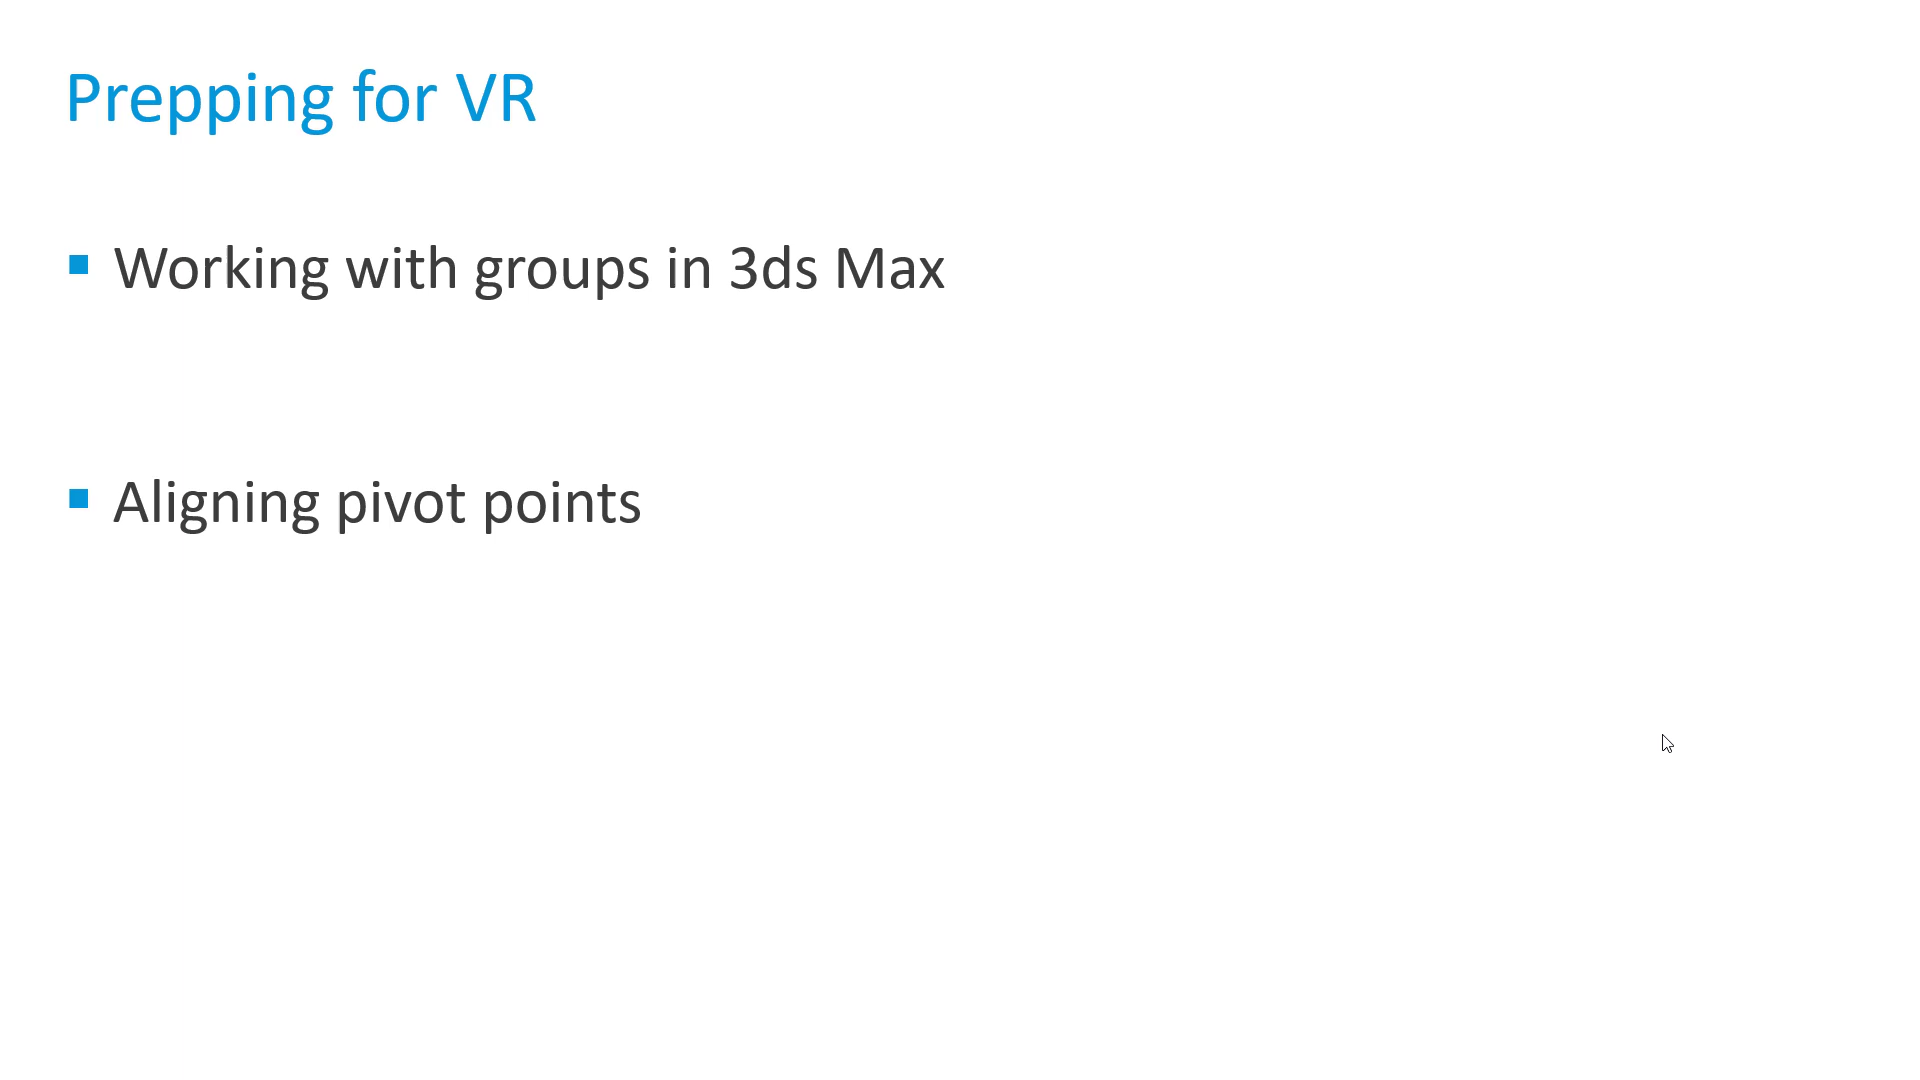 Prepping for VR
Working with groups in 3ds Max
Aligning pivot points